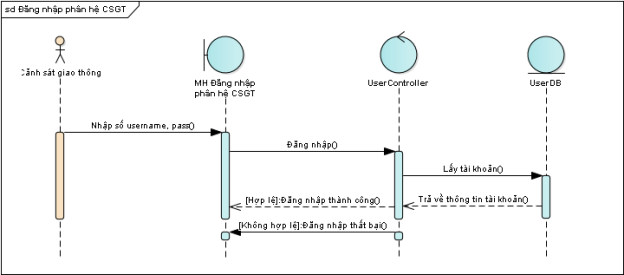 sd Đăng nhập phân hệ CSGT
Cảnh sát giao thông
MH Đăng nhập
phân hệ CSGT
UserController
UserDB
Nhập số username, pass()
Đăng nhập()
Lấy tài khoản()
Trả về thông tin tài khoản()
[Hợp lệ]:Đăng nhập thành công()
[Không hợp lệ]:Đăng nhập thất bại()